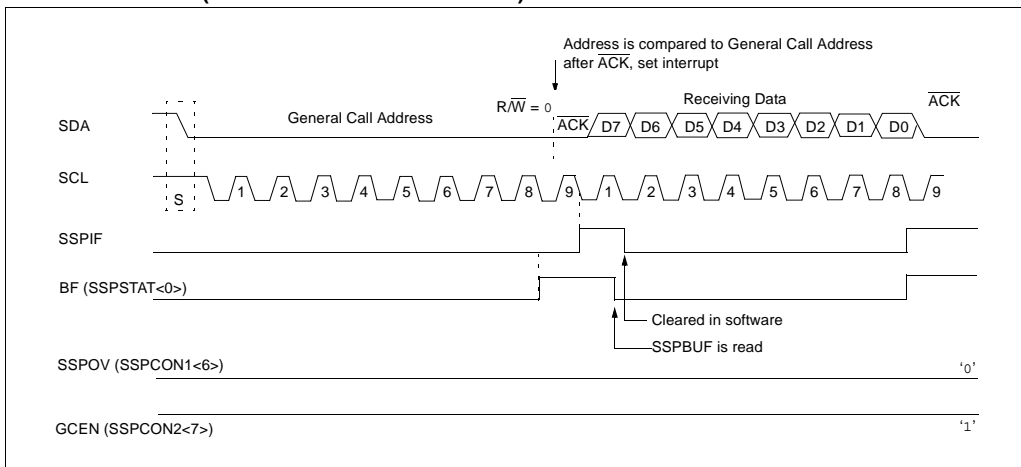 Address is compared to General Call Address
after ACK, set interrupt
R/W = 0
Receiving Data
ACK
SDA
General Call Address
ACK D7 D6 D5 D4 D3 D2 D1 D0
SCL
S
1 2 3 4 5 6 7 8 9 1 2 3 4 5 6 7 8 9
SSPIF
BF (SSPSTAT<0>)
Cleared in software
SSPBUF is read
SSPOV (SSPCON1<6>)
‘0’
GCEN (SSPCON2<7>)
‘1’